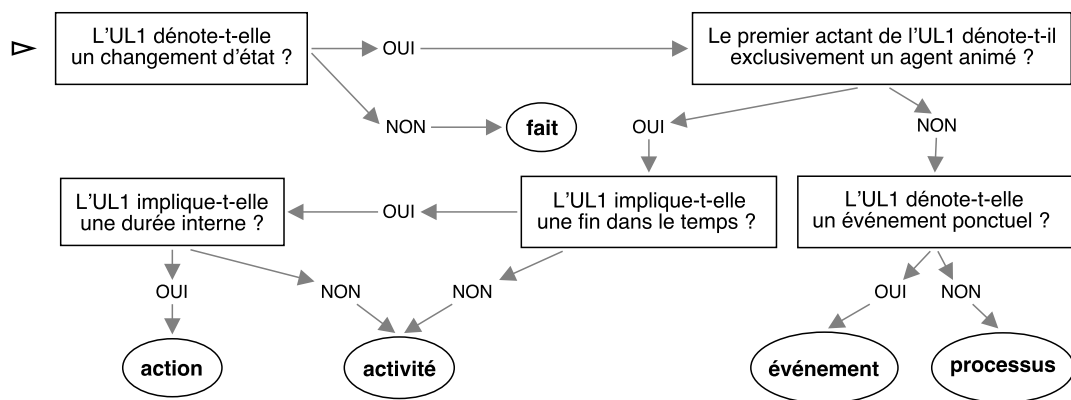 L'UL1 dénote-t-elle
un changement d'état ?
OUI
Le premier actant de l'UL1 dénote-t-il
exclusivement un agent animé ?
NON
fait
OUI
NON
L'UL1 implique-t-elle
une durée interne ?
OUI
L'UL1 implique-t-elle
une fin dans le temps ?
L'UL1 dénote-t-elle
un événement ponctuel ?
OUI
NON
NON
OUI
NON
action
activité
événement
processus